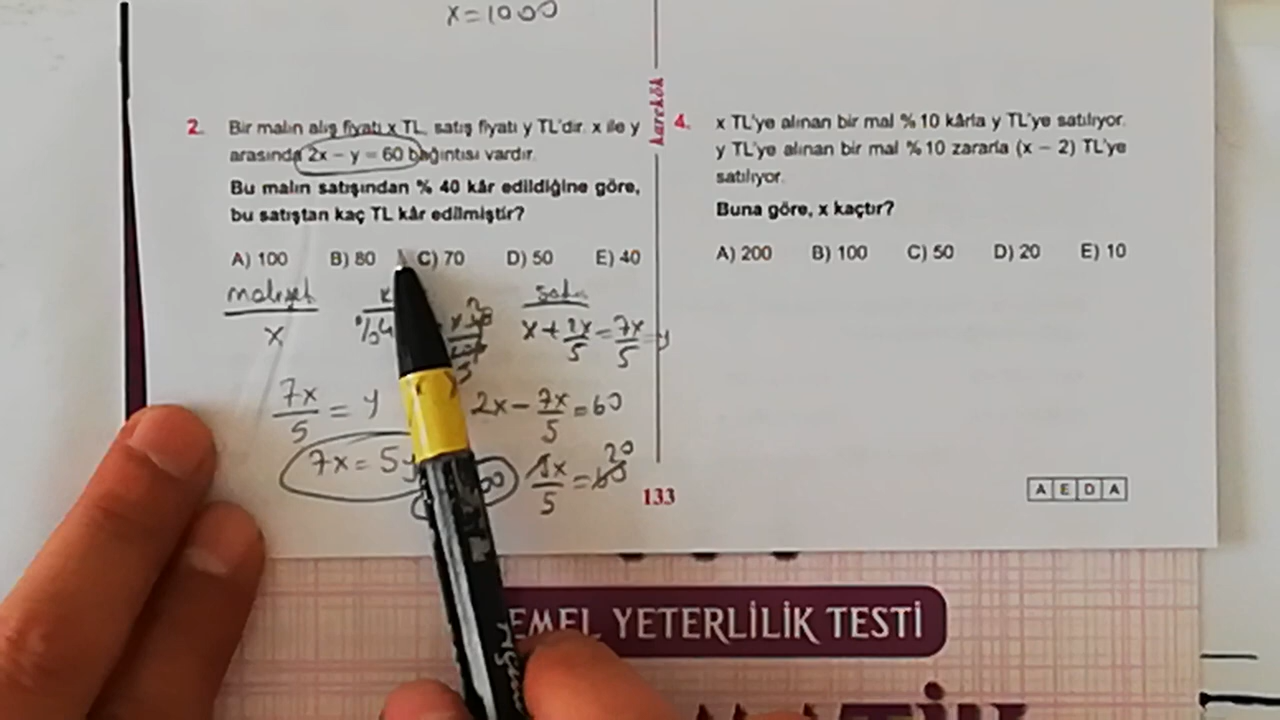 x=1000
2. Bir malın alış fiyatı x TL, satış fiyatı y TL'dir. x ile y
arasında 2x – y = 60 bağıntısı vardır.
Bu malın satışından % 40 kâr edildiğine göre,
bu satıştan kaç TL kâr edilmiştir?
A) 100 B) 80 C) 70 D) 50 E) 40
maliyet
x
x + 2x/5 = 7x/5 = y
7x/5 = y
2x – 7x/5 = 60
7x = 5y
x/5 = 20
karekök
4. x TL'ye alınan bir mal % 10 kârla y TL'ye satılıyor.
y TL'ye alınan bir mal % 10 zararla (x – 2) TL'ye
satılıyor.
Buna göre, x kaçtır?
A) 200 B) 100 C) 50 D) 20 E) 10
133
A E D A
EMEL YETERLİLİK TESTİ